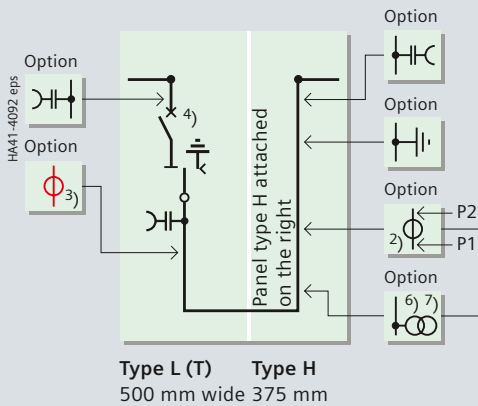 Option
Option
HA41-4092 eps
4)
Option
Option
3)
Panel type H attached
on the right
Option
2)
P2
P1
Option
6) 7)
Type L (T) Type H
500 mm wide 375 mm